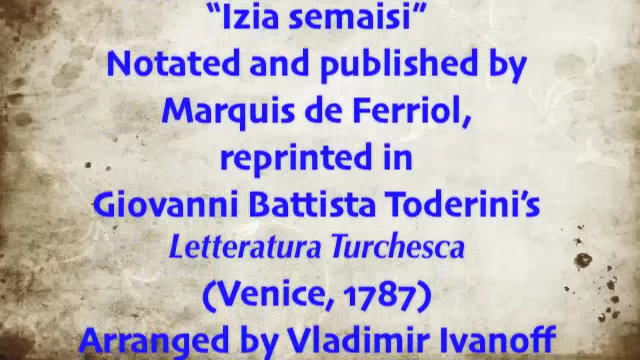 “Izia semaisi”
Notated and published by
Marquis de Ferriol,
reprinted in
Giovanni Battista Toderini’s
Letteratura Turchesca
(Venice, 1787)
Arranged by Vladimir Ivanoff